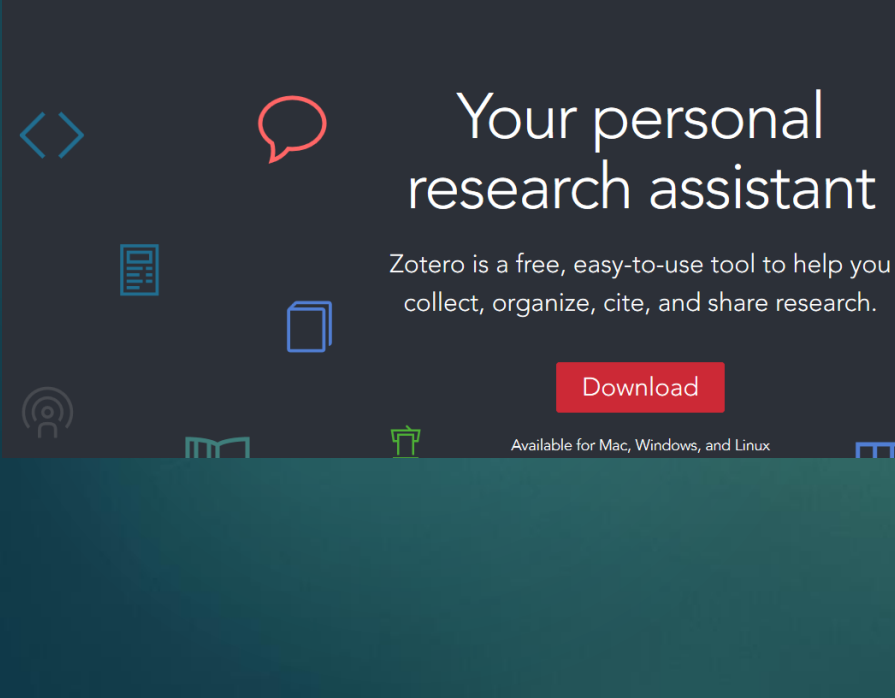 Your personal
research assistant
Zotero is a free, easy-to-use tool to help you
collect, organize, cite, and share research.
Download
Available for Mac, Windows, and Linux